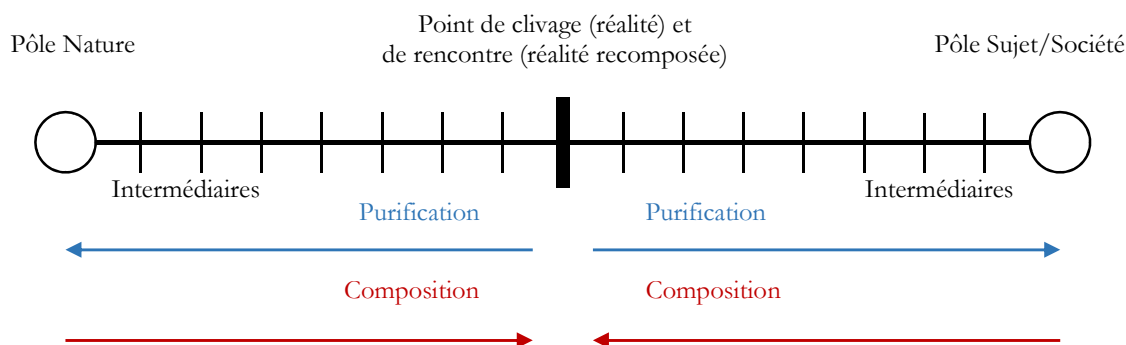 Pôle Nature
Point de clivage (réalité) et
de rencontre (réalité recomposée)
Pôle Sujet/Société
Intermédiaires
Intermédiaires
Purification
Purification
Composition
Composition